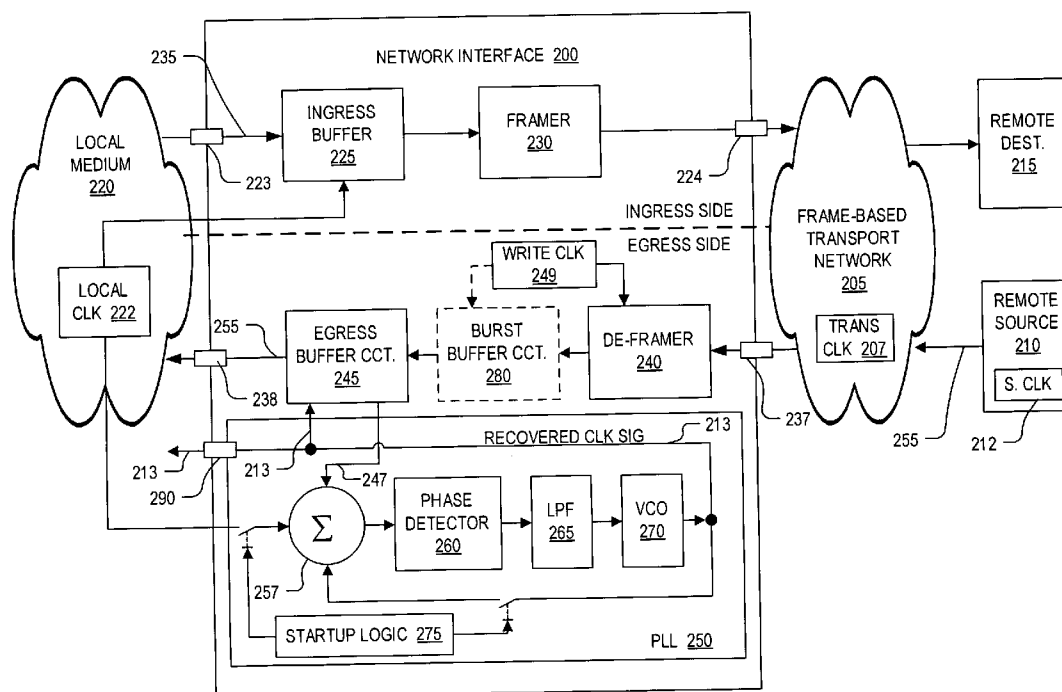 NETWORK INTERFACE 200
235
LOCAL
MEDIUM
220
INGRESS
BUFFER
225
FRAMER
230
REMOTE
DEST.
215
223
224
INGRESS SIDE
EGRESS SIDE
FRAME-BASED
TRANSPORT
NETWORK
205
WRITE CLK
249
LOCAL
CLK 222
255
EGRESS
BUFFER CCT.
245
BURST
BUFFER CCT.
280
DE-FRAMER
240
TRANS
CLK 207
REMOTE
SOURCE
210
S. CLK
238
237
255
212
213
RECOVERED CLK SIG
213
213
290
247
Σ
PHASE
DETECTOR
260
LPF
265
VCO
270
257
STARTUP LOGIC 275
PLL 250